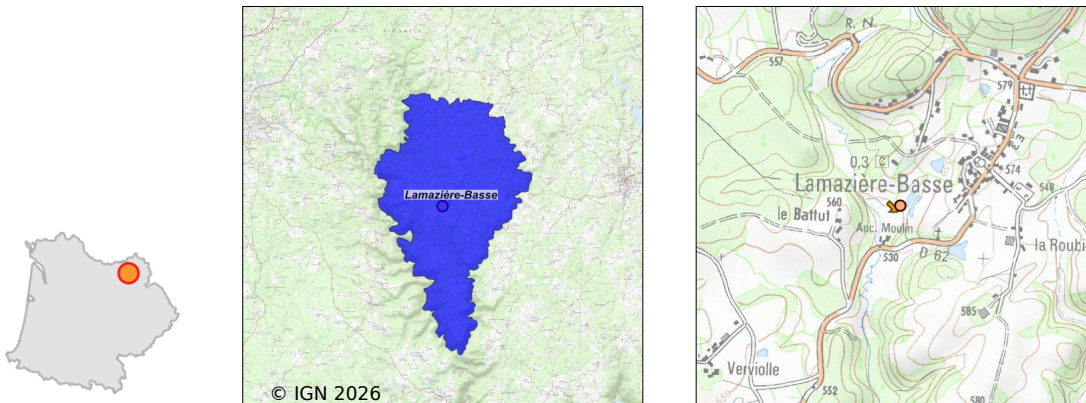 Lamazière-Basse
© IGN 2026
R. N.
557
579
0,3 C
574
Lamazière-Basse
548
560
le Battut
Anc. Moulin
la Roubi
530
D 62
585
Verviolle
552
580